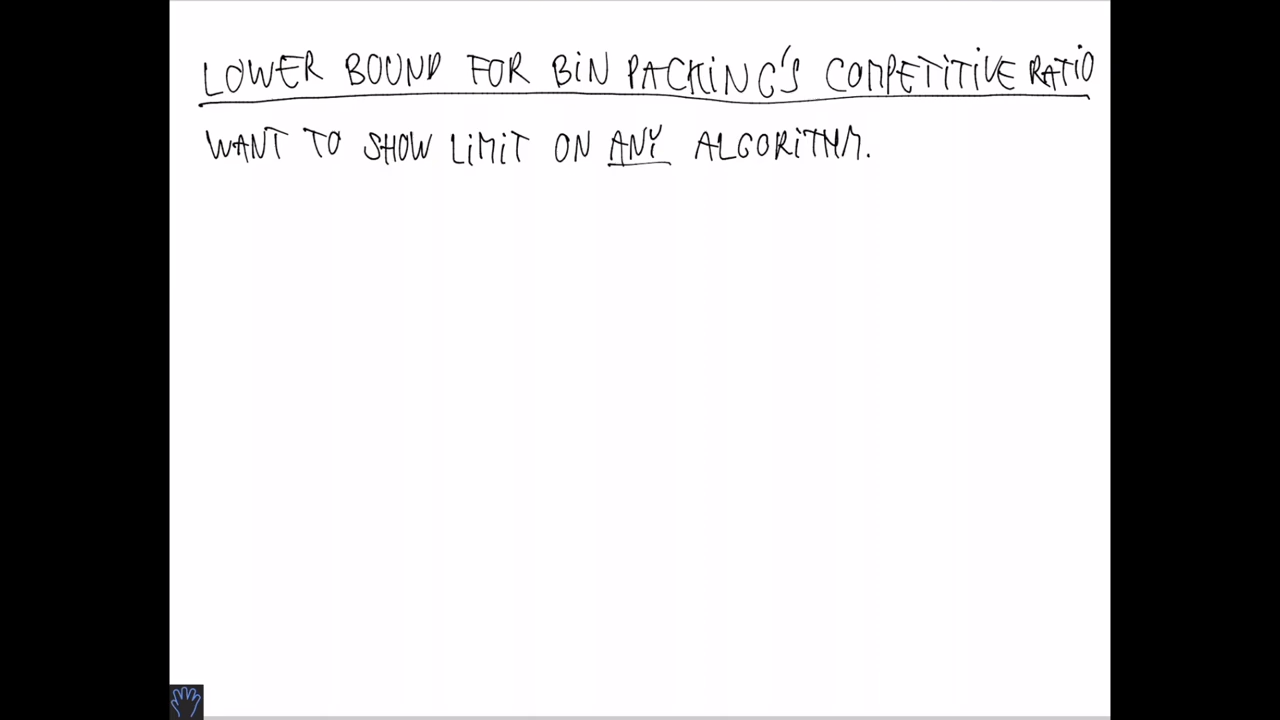 LOWER BOUND FOR BIN PACKING'S COMPETITIVE RATIO
WANT TO SHOW LIMIT ON ANY ALGORITHM.